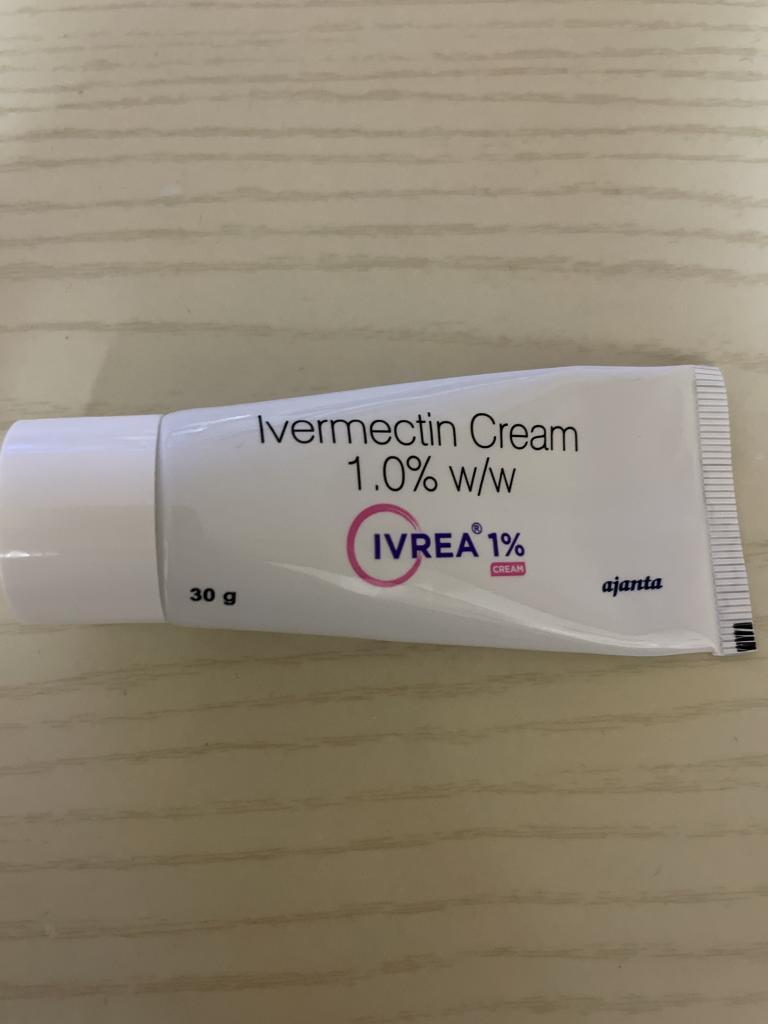 Ivermectin Cream
1.0% w/w
IVREA® 1%
CREAM
30 g
ajanta